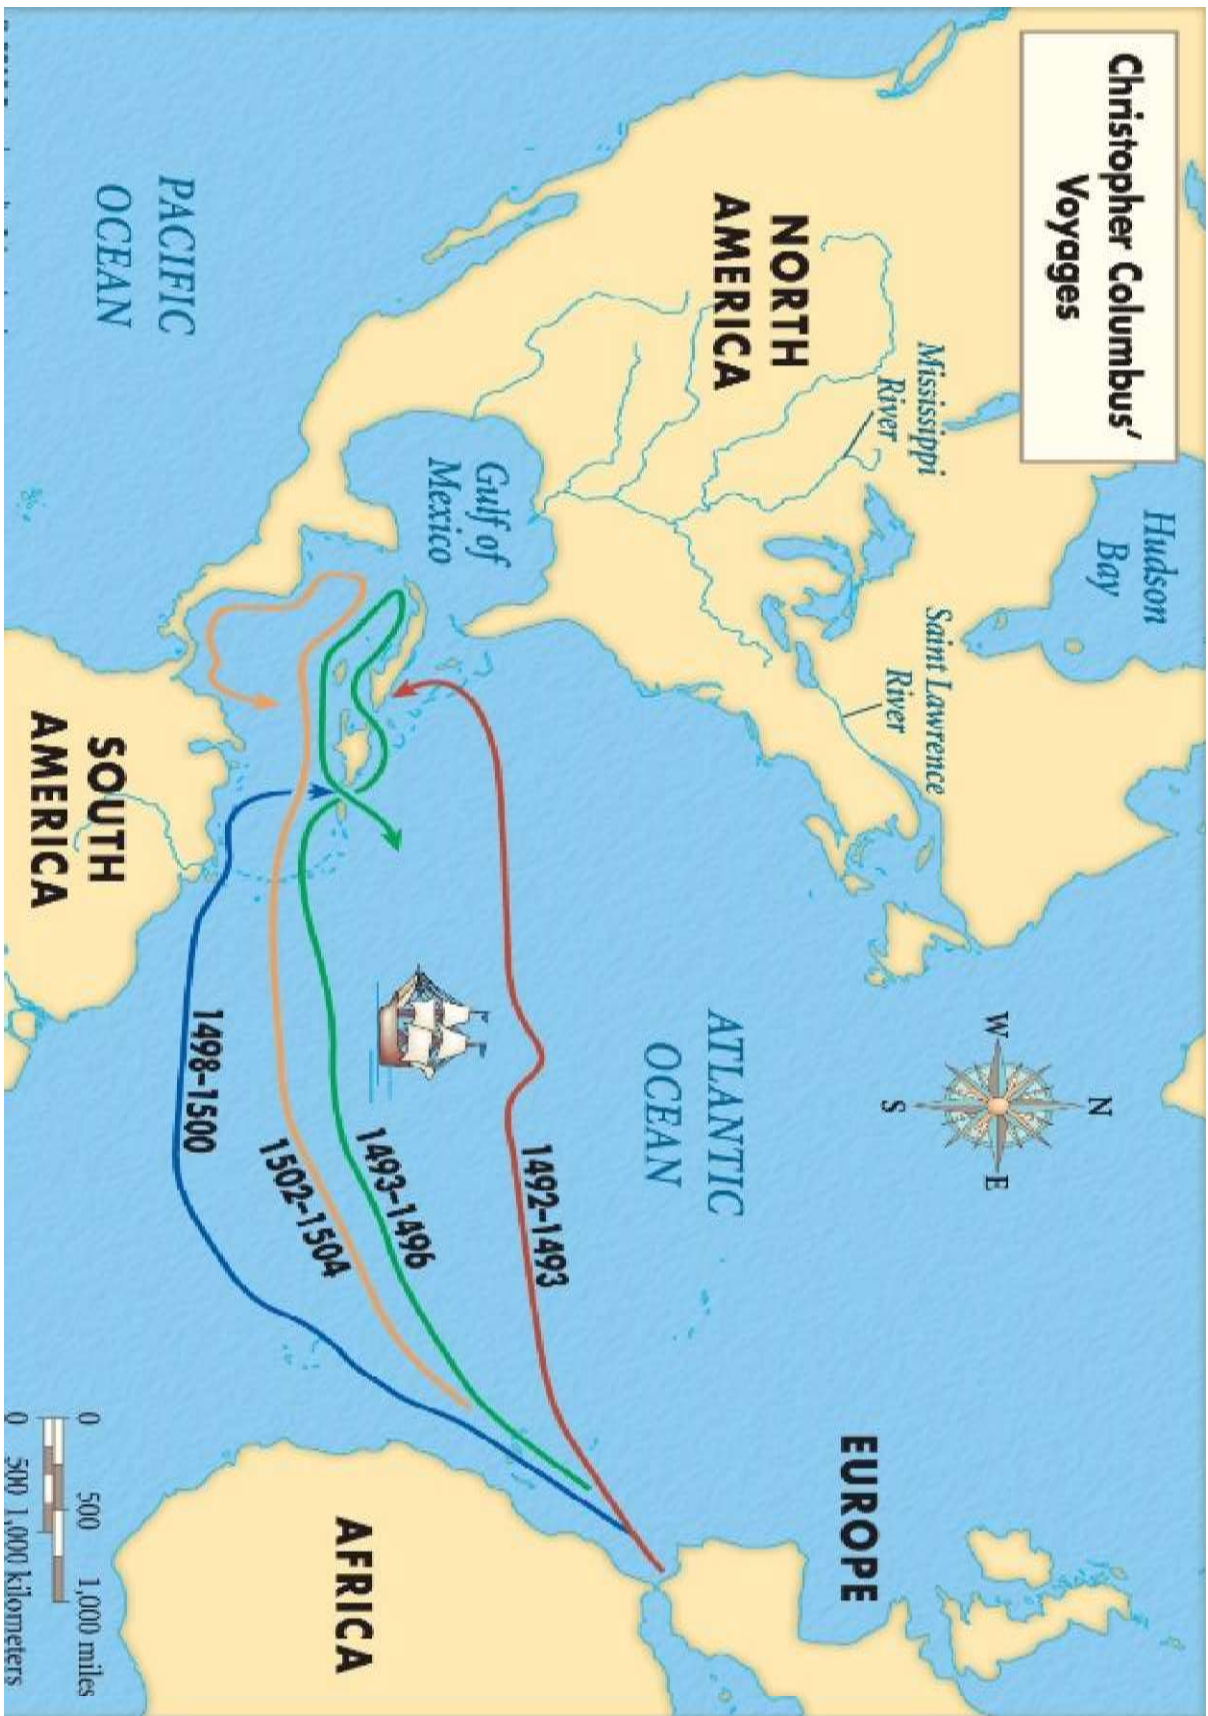 Christopher Columbus'
Voyages
Hudson
Bay
NORTH
AMERICA
Mississippi
River
Saint Lawrence
River
PACIFIC
OCEAN
Gulf of
Mexico
ATLANTIC
OCEAN
N
W
E
S
EUROPE
1492-1493
1493-1496
1502-1504
1498-1500
SOUTH
AMERICA
AFRICA
0 500 1,000 miles
0 500 1,000 kilometers